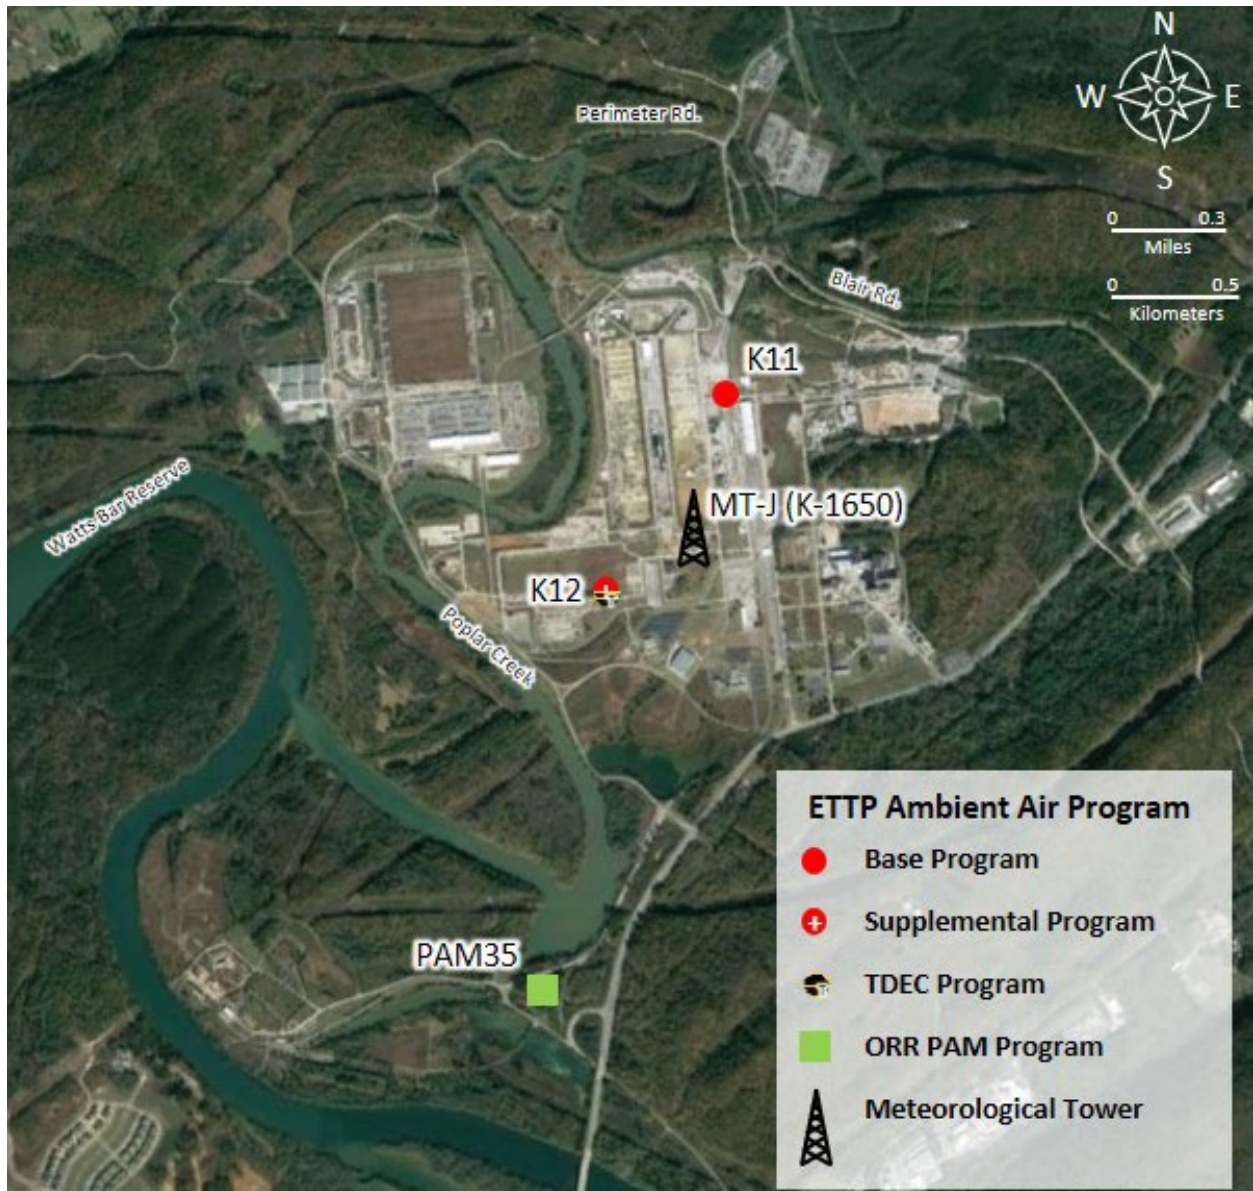 N
W E
S
0 0.3
Miles
0 0.5
Kilometers
Perimeter Rd.
Blair Rd.
K11
Watts Bar Reserve
MT-J (K-1650)
K12
Poplar Creek
PAM35
ETTP Ambient Air Program
Base Program
Supplemental Program
TDEC Program
ORR PAM Program
Meteorological Tower